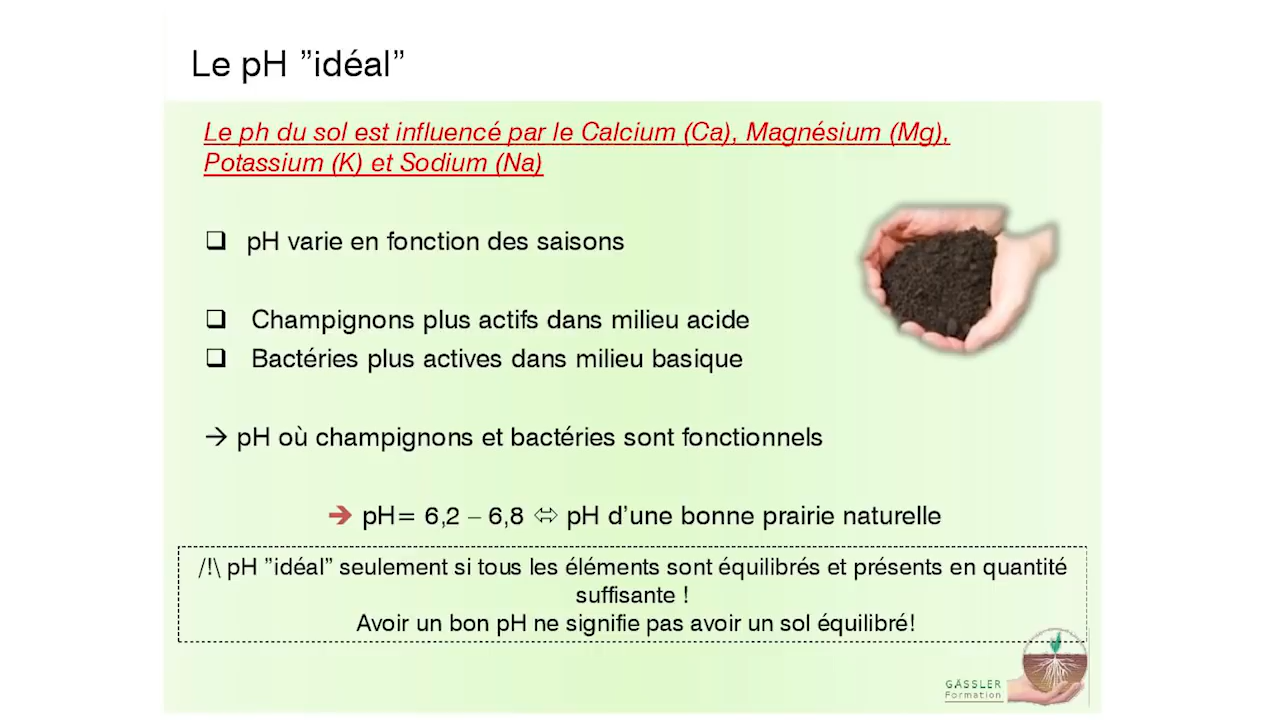 Le pH ”idéal”
Le ph du sol est influencé par le Calcium (Ca), Magnésium (Mg),
Potassium (K) et Sodium (Na)
❑ pH varie en fonction des saisons
❑ Champignons plus actifs dans milieu acide
❑ Bactéries plus actives dans milieu basique
→ pH où champignons et bactéries sont fonctionnels
➔ pH= 6,2 – 6,8 ⬄ pH d’une bonne prairie naturelle
/!\ pH ”idéal” seulement si tous les éléments sont équilibrés et présents en quantité
suffisante !
Avoir un bon pH ne signifie pas avoir un sol équilibré!
GÄSSLER
Formation